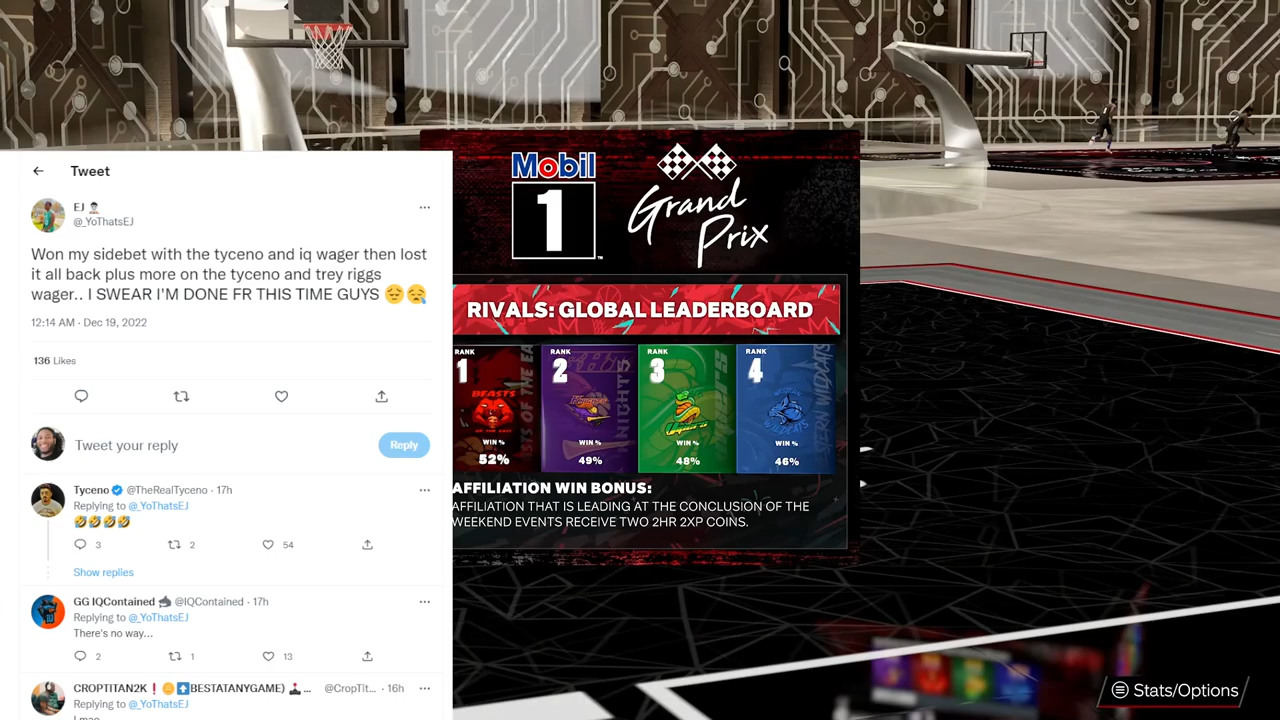 Tweet
EJ
@_YoThatsEJ
Won my sidebet with the tyceno and iq wager then lost
it all back plus more on the tyceno and trey riggs
wager.. I SWEAR I'M DONE FR THIS TIME GUYS 😔😪
12:14 AM · Dec 19, 2022
136 Likes
Tweet your reply
Reply
Tyceno @TheRealTyceno · 17h
Replying to @_YoThatsEJ
🤣🤣🤣🤣
3 2 54
Show replies
GG IQContained @IQContained · 17h
Replying to @_YoThatsEJ
There's no way...
2 1 13
CROPTITAN2K❗🪙⬆️BESTATANYGAME) 🕹️... @CropTit... · 16h
Replying to @_YoThatsEJ
Lmao
Mobil
1
Grand
Prix
RIVALS: GLOBAL LEADERBOARD
RANK
1
BEASTS
WIN %
52%
RANK
2
KNIGHTS
WIN %
49%
RANK
3
WIN %
48%
RANK
4
WILDCATS
WIN %
46%
AFFILIATION WIN BONUS:
AFFILIATION THAT IS LEADING AT THE CONCLUSION OF THE
WEEKEND EVENTS RECEIVE TWO 2HR 2XP COINS.
Stats/Options